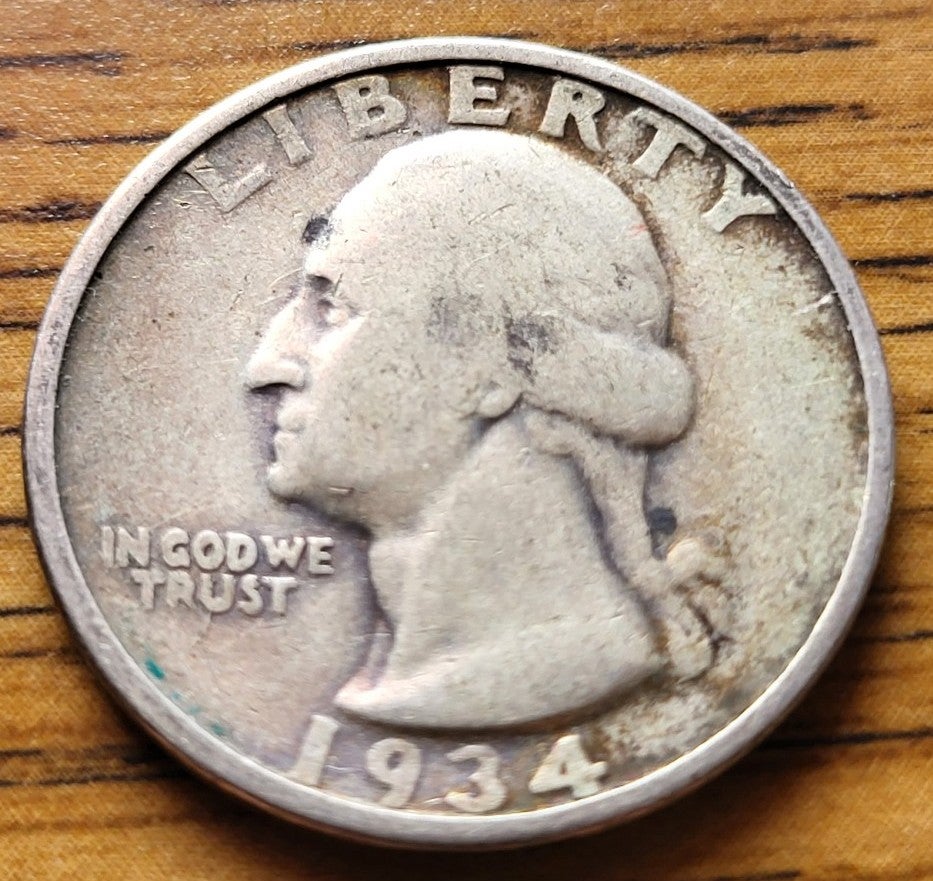 LIBERTY
IN GOD WE
TRUST
1934